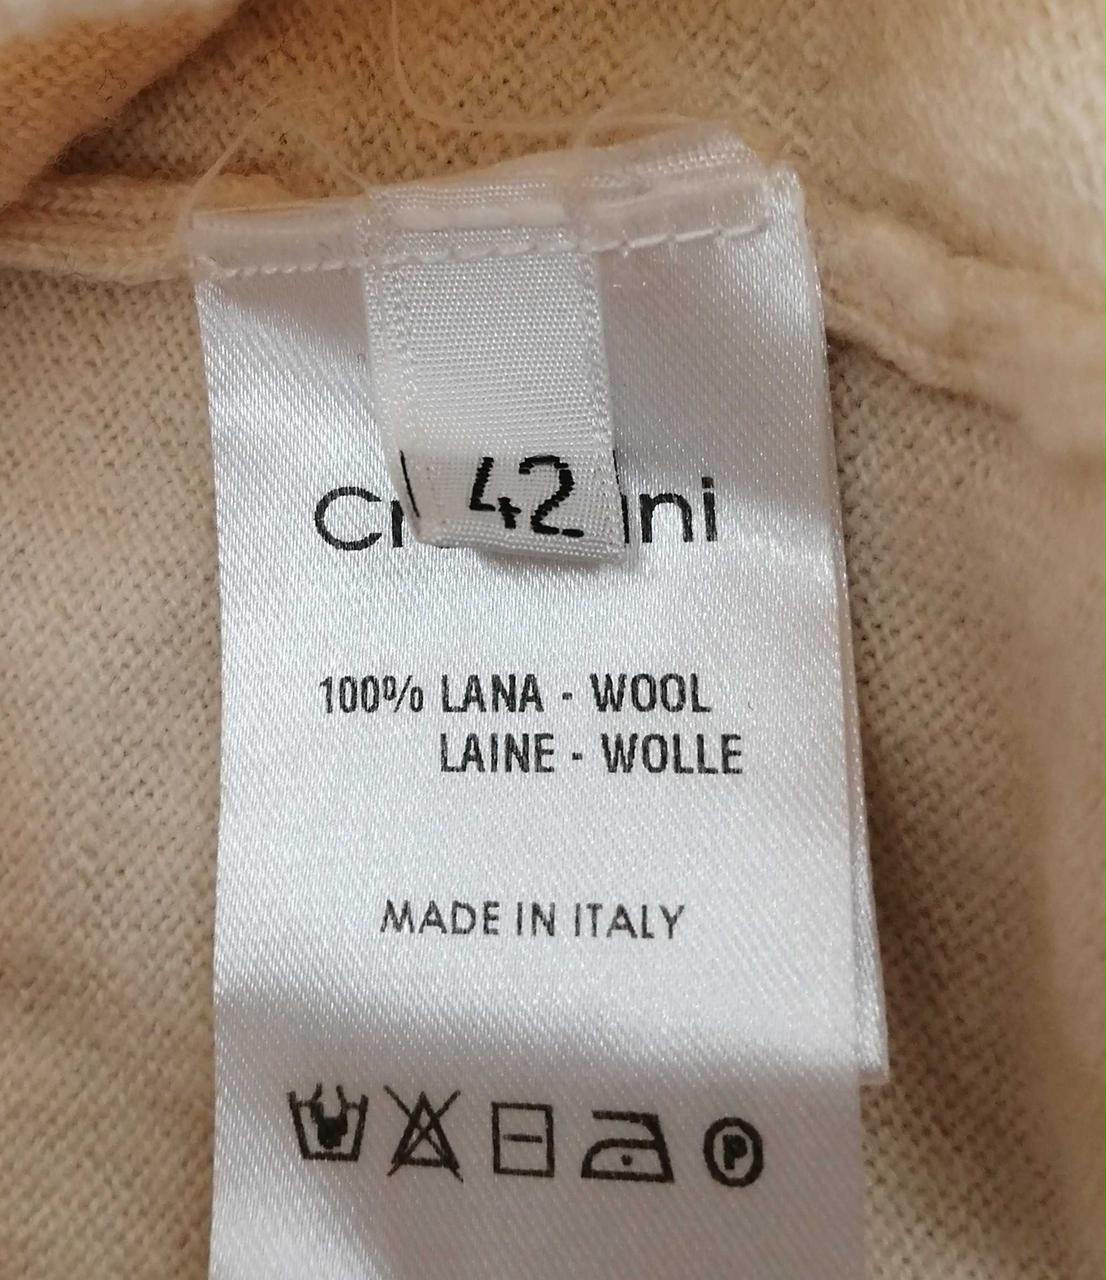 42
100% LANA - WOOL
LAINE - WOLLE
MADE IN ITALY
P